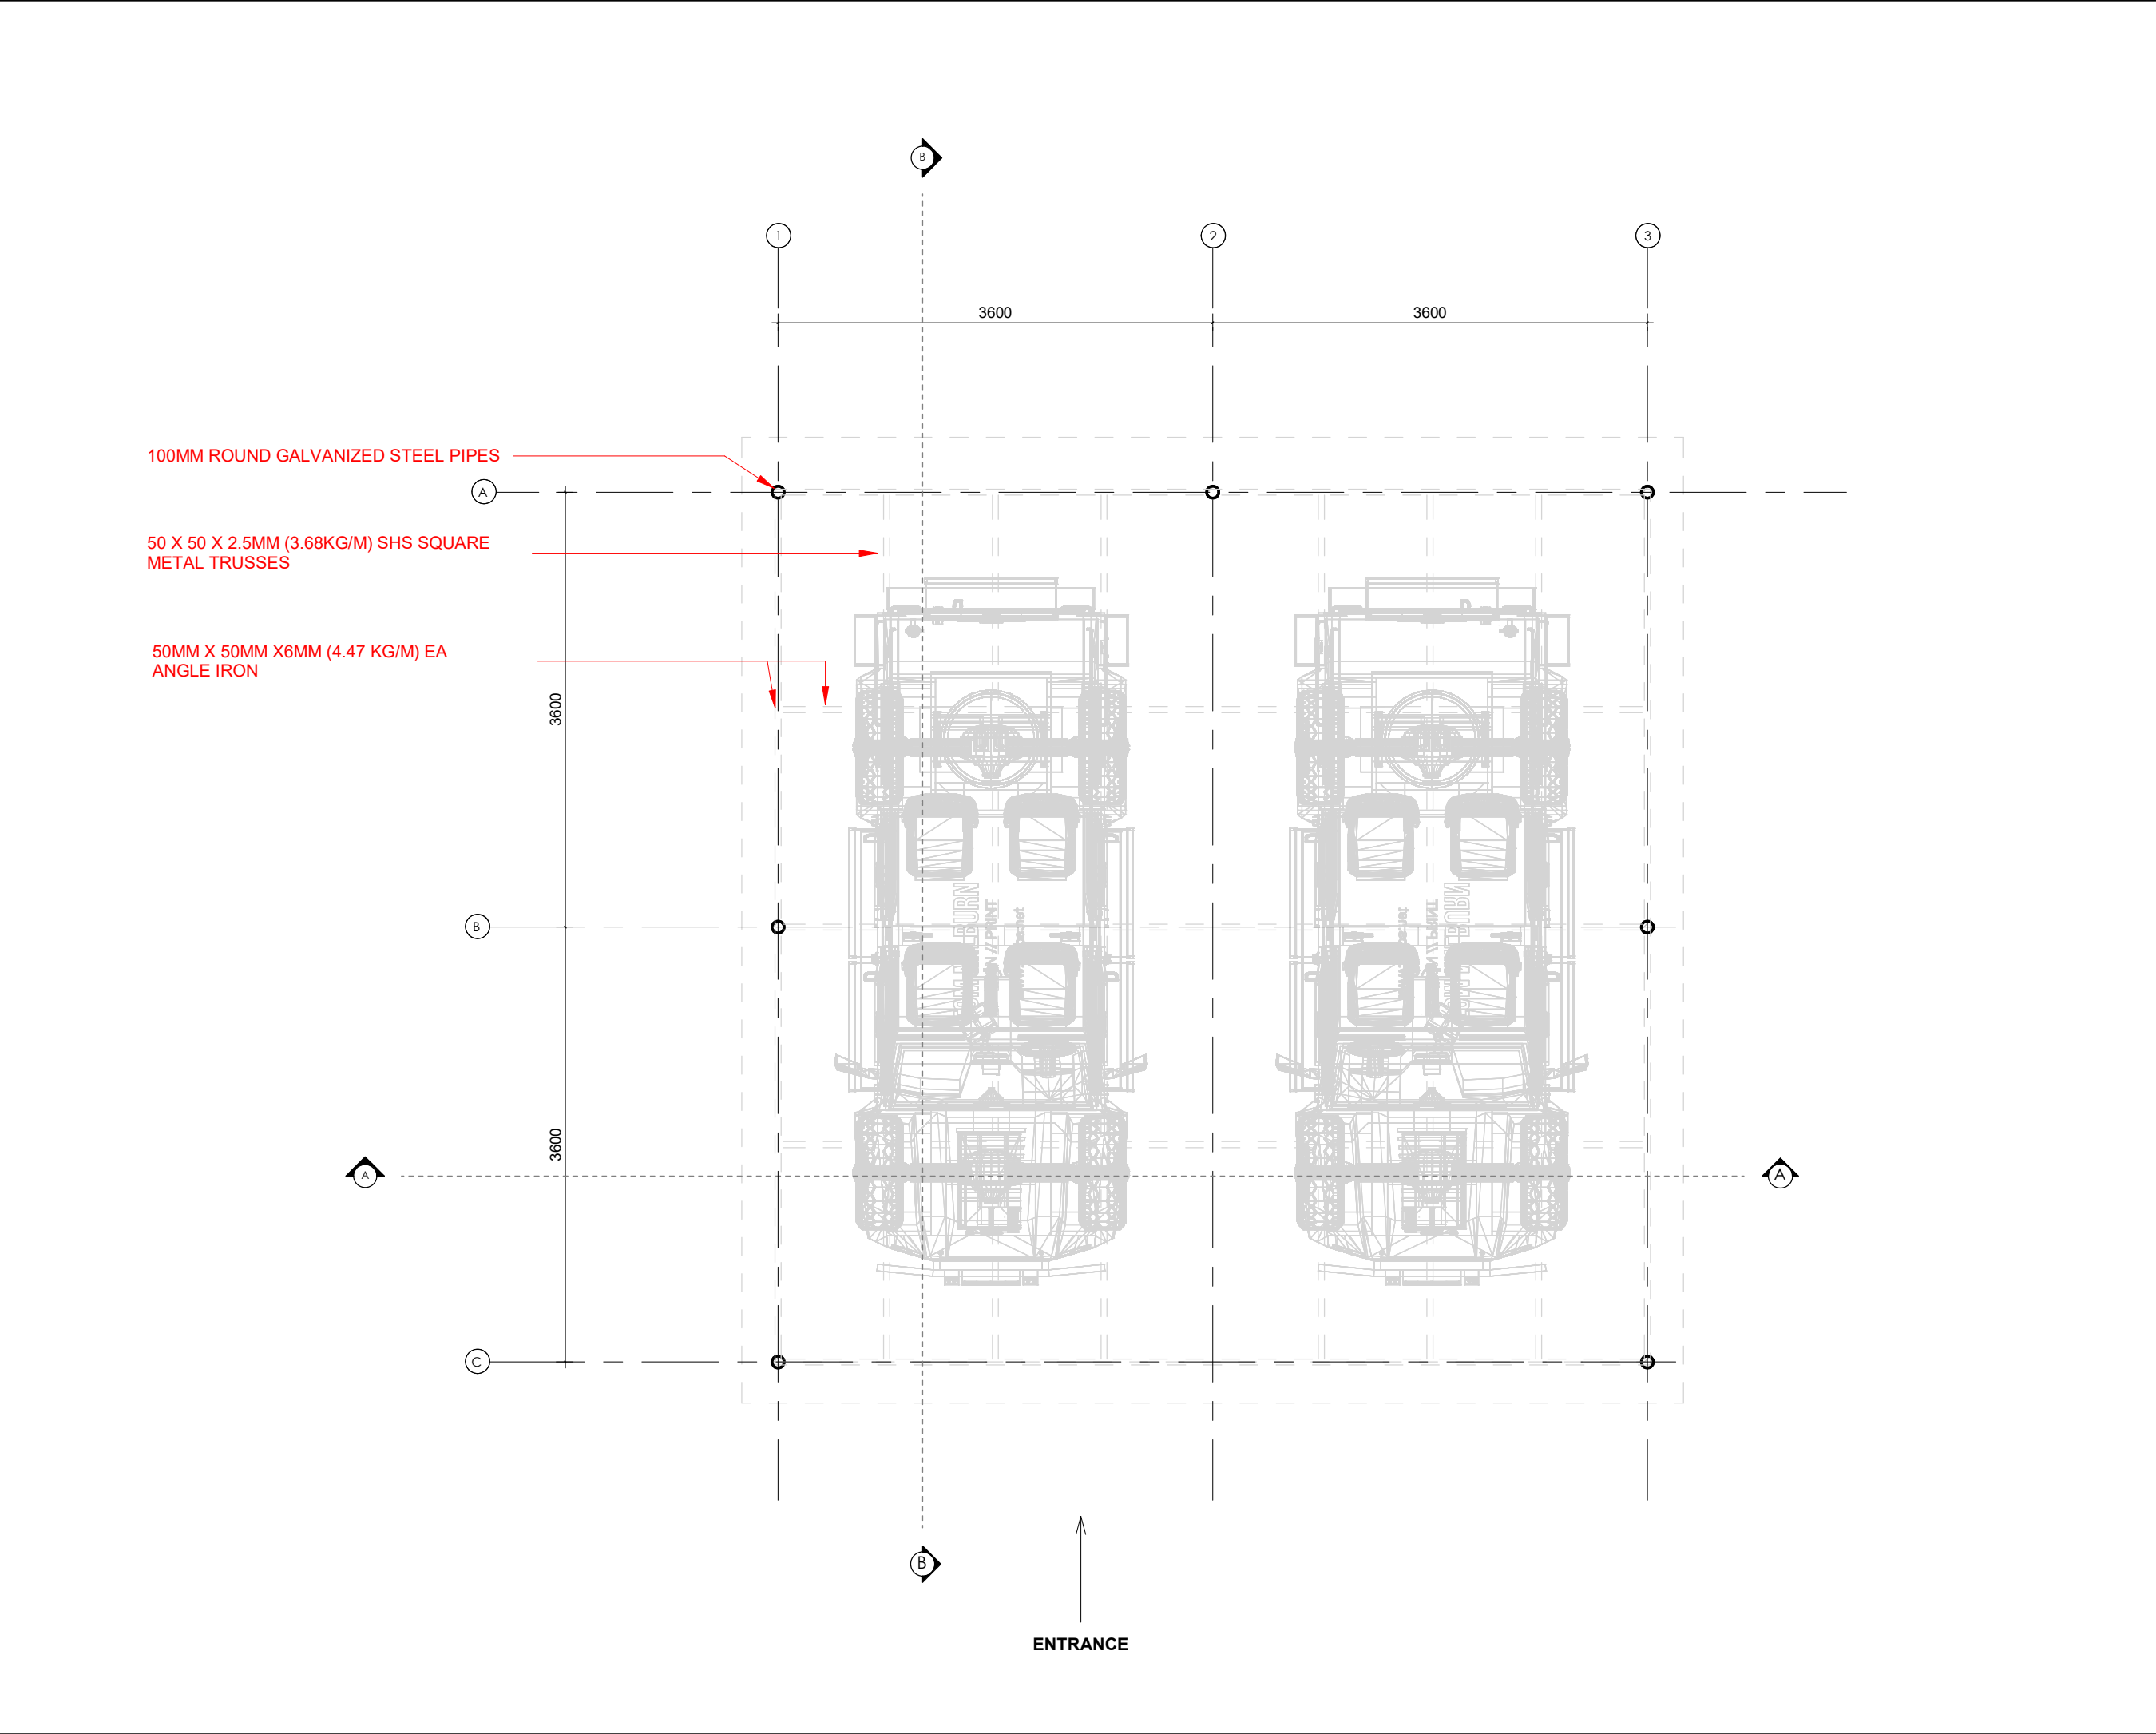 B
1
2
3
3600
3600
100MM ROUND GALVANIZED STEEL PIPES
A
50 X 50 X 2.5MM (3.68KG/M) SHS SQUARE
METAL TRUSSES
50MM X 50MM X6MM (4.47 KG/M) EA
ANGLE IRON
3600
B
3600
A
A
C
B
ENTRANCE